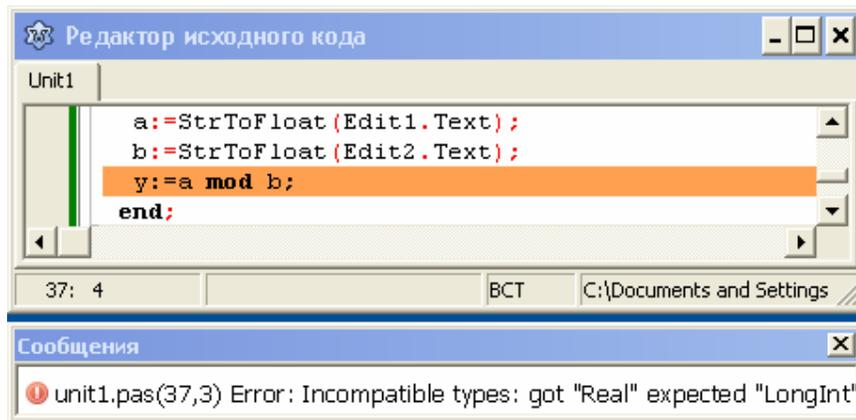 Редактор исходного кода
Unit1
a:=StrToFloat(Edit1.Text);
b:=StrToFloat(Edit2.Text);
y:=a mod b;
end;
37: 4 ВСТ C:\Documents and Settings
Сообщения
unit1.pas(37,3) Error: Incompatible types: got "Real" expected "LongInt"